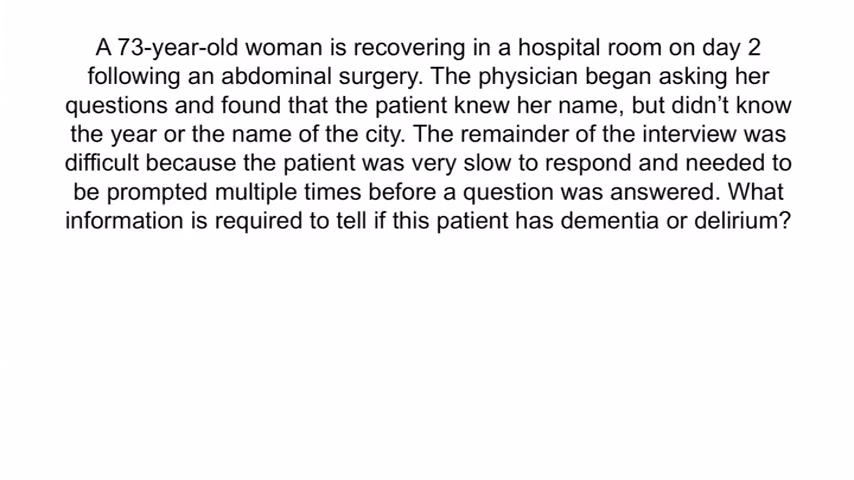 A 73-year-old woman is recovering in a hospital room on day 2
following an abdominal surgery. The physician began asking her
questions and found that the patient knew her name, but didn’t know
the year or the name of the city. The remainder of the interview was
difficult because the patient was very slow to respond and needed to
be prompted multiple times before a question was answered. What
information is required to tell if this patient has dementia or delirium?